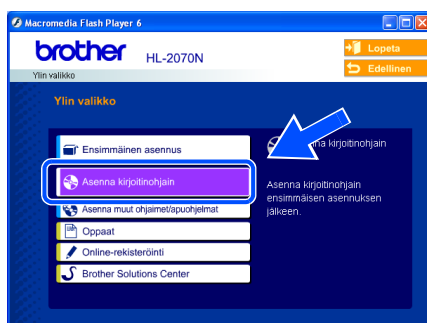 Macromedia Flash Player 6
brother
HL-2070N
Lopeta
Edellinen
Ylin valikko
Ylin valikko
Ensimmäinen asennus
Asenna kirjoitinohjain
Asenna muut ohjaimet/apuohjelmat
Oppaat
Online-rekisteröinti
Brother Solutions Center
kirjoitinohjain
Asenna kirjoitinohjain
ensimmäisen asennuksen
jälkeen.